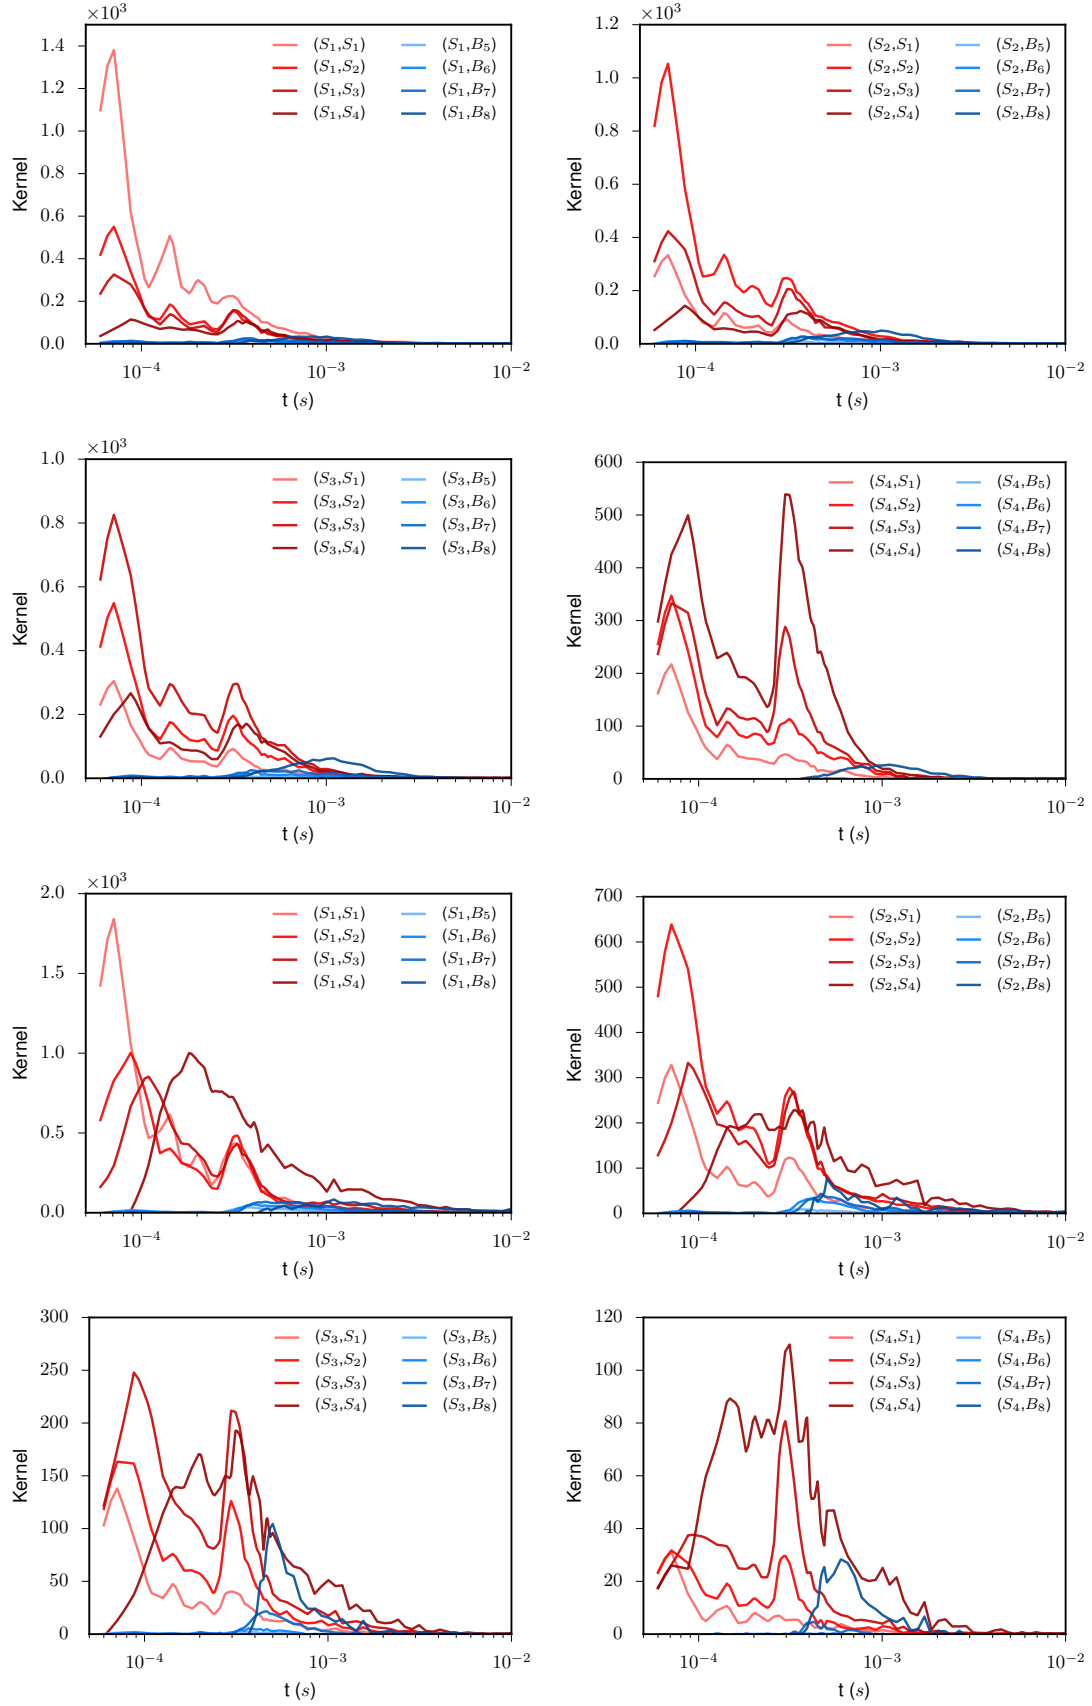 ×10³ ×10³
1.4 1.2
1.2 1.0
1.0 0.8
0.8 0.6
0.6 0.4
0.4 0.2
0.2 0.0
0.0
Kernel Kernel
(S₁,S₁) (S₁,B₅) (S₂,S₁) (S₂,B₅)
(S₁,S₂) (S₁,B₆) (S₂,S₂) (S₂,B₆)
(S₁,S₃) (S₁,B₇) (S₂,S₃) (S₂,B₇)
(S₁,S₄) (S₁,B₈) (S₂,S₄) (S₂,B₈)
10⁻⁴ 10⁻³ 10⁻² 10⁻⁴ 10⁻³ 10⁻²
t (s) t (s)
×10³
1.0 600
0.8 500
0.6 400
0.4 300
0.2 200
0.0 100
0
Kernel Kernel
(S₃,S₁) (S₃,B₅) (S₄,S₁) (S₄,B₅)
(S₃,S₂) (S₃,B₆) (S₄,S₂) (S₄,B₆)
(S₃,S₃) (S₃,B₇) (S₄,S₃) (S₄,B₇)
(S₃,S₄) (S₃,B₈) (S₄,S₄) (S₄,B₈)
10⁻⁴ 10⁻³ 10⁻² 10⁻⁴ 10⁻³ 10⁻²
t (s) t (s)
×10³
2.0 700
1.5 600
1.0 500
0.5 400
0.0 300
200
100
0
Kernel Kernel
(S₁,S₁) (S₁,B₅) (S₂,S₁) (S₂,B₅)
(S₁,S₂) (S₁,B₆) (S₂,S₂) (S₂,B₆)
(S₁,S₃) (S₁,B₇) (S₂,S₃) (S₂,B₇)
(S₁,S₄) (S₁,B₈) (S₂,S₄) (S₂,B₈)
10⁻⁴ 10⁻³ 10⁻² 10⁻⁴ 10⁻³ 10⁻²
t (s) t (s)
300 120
250 100
200 80
150 60
100 40
50 20
0 0
Kernel Kernel
(S₃,S₁) (S₃,B₅) (S₄,S₁) (S₄,B₅)
(S₃,S₂) (S₃,B₆) (S₄,S₂) (S₄,B₆)
(S₃,S₃) (S₃,B₇) (S₄,S₃) (S₄,B₇)
(S₃,S₄) (S₃,B₈) (S₄,S₄) (S₄,B₈)
10⁻⁴ 10⁻³ 10⁻² 10⁻⁴ 10⁻³ 10⁻²
t (s) t (s)